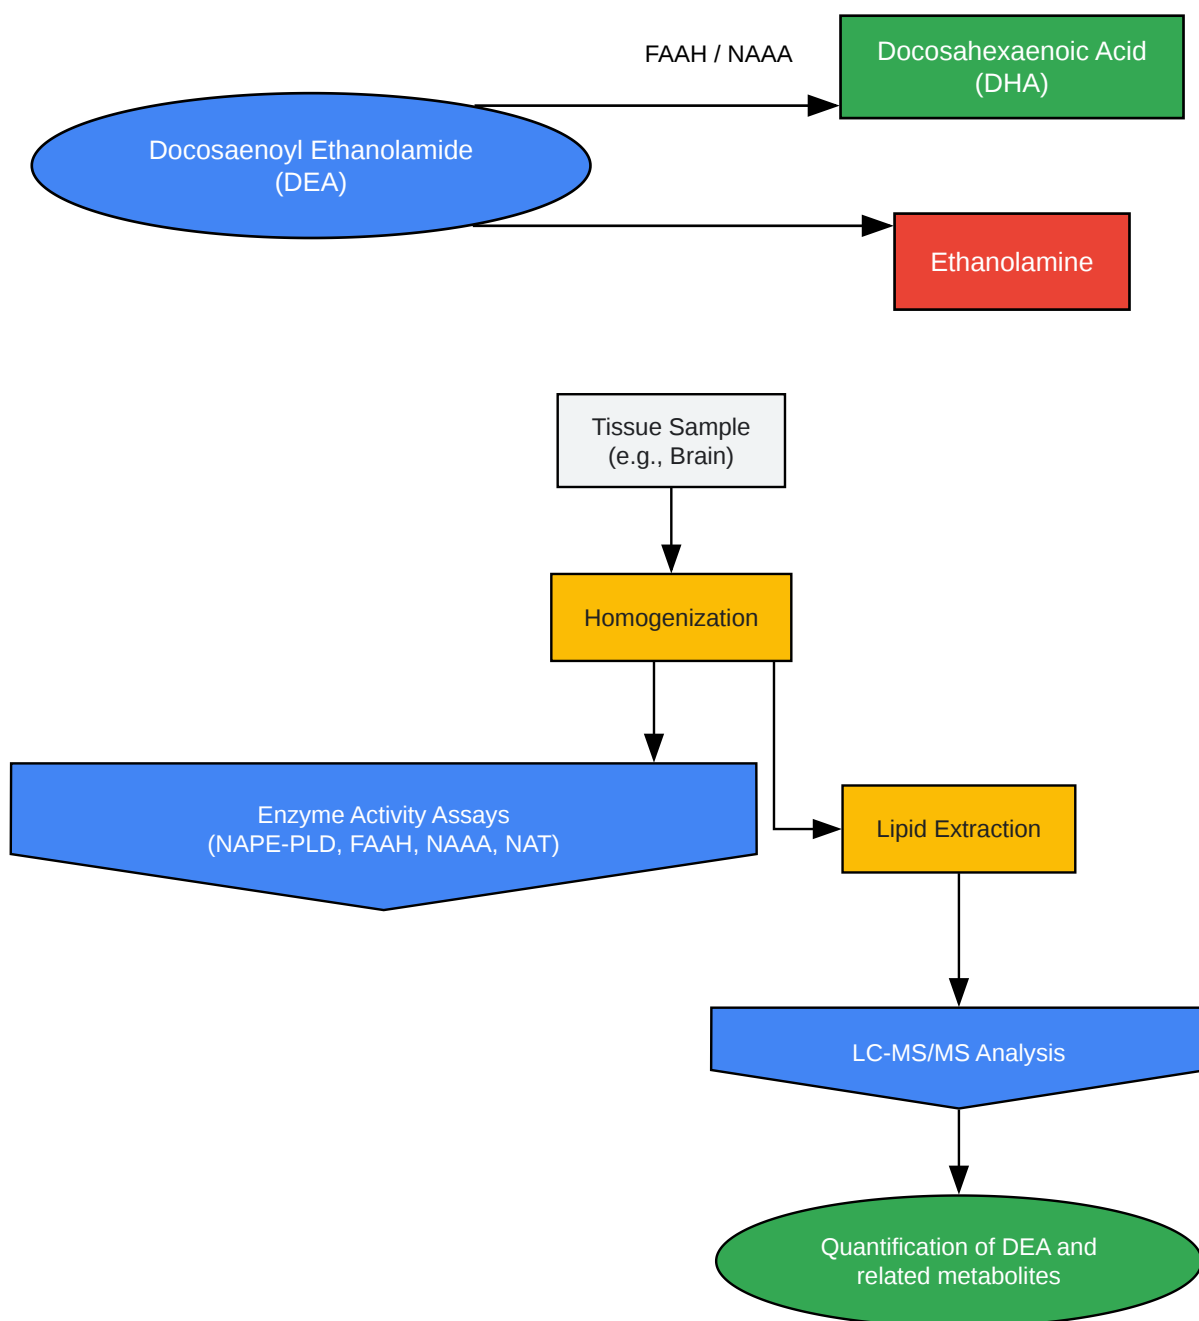 FAAH / NAAA
Docosahexaenoic Acid
(DHA)
Docosaenoyl Ethanolamide
(DEA)
Ethanolamine
Tissue Sample
(e.g., Brain)
Homogenization
Enzyme Activity Assays
(NAPE-PLD, FAAH, NAAA, NAT)
Lipid Extraction
LC-MS/MS Analysis
Quantification of DEA and
related metabolites